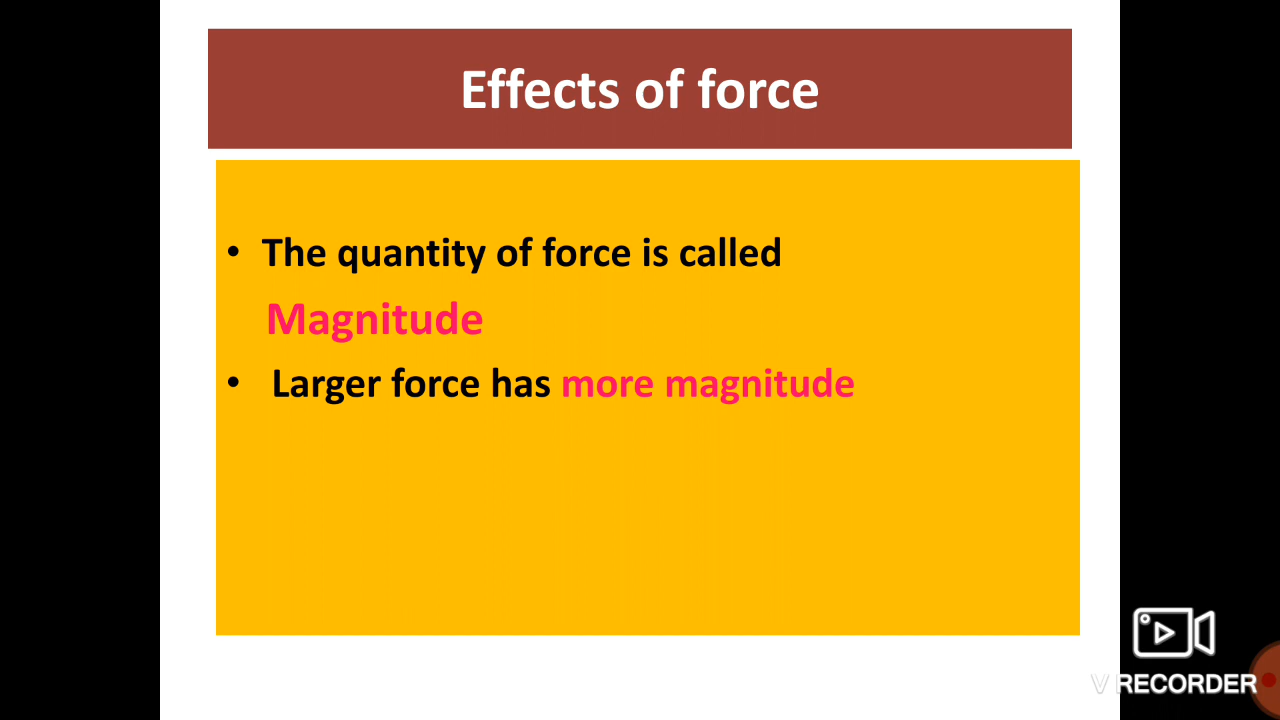 Effects of force
• The quantity of force is called
Magnitude
• Larger force has more magnitude
V RECORDER